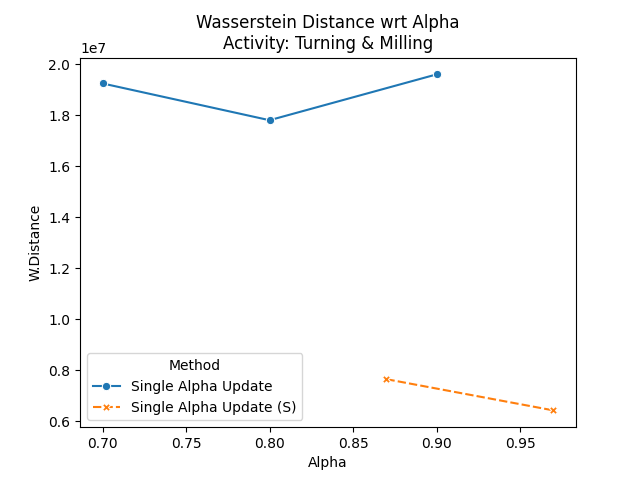 Wasserstein Distance wrt Alpha
Activity: Turning & Milling
1e7
2.0
1.8
1.6
1.4
1.2
1.0
0.8
0.6
W.Distance
Method
Single Alpha Update
Single Alpha Update (S)
0.70
0.75
0.80
0.85
0.90
0.95
Alpha